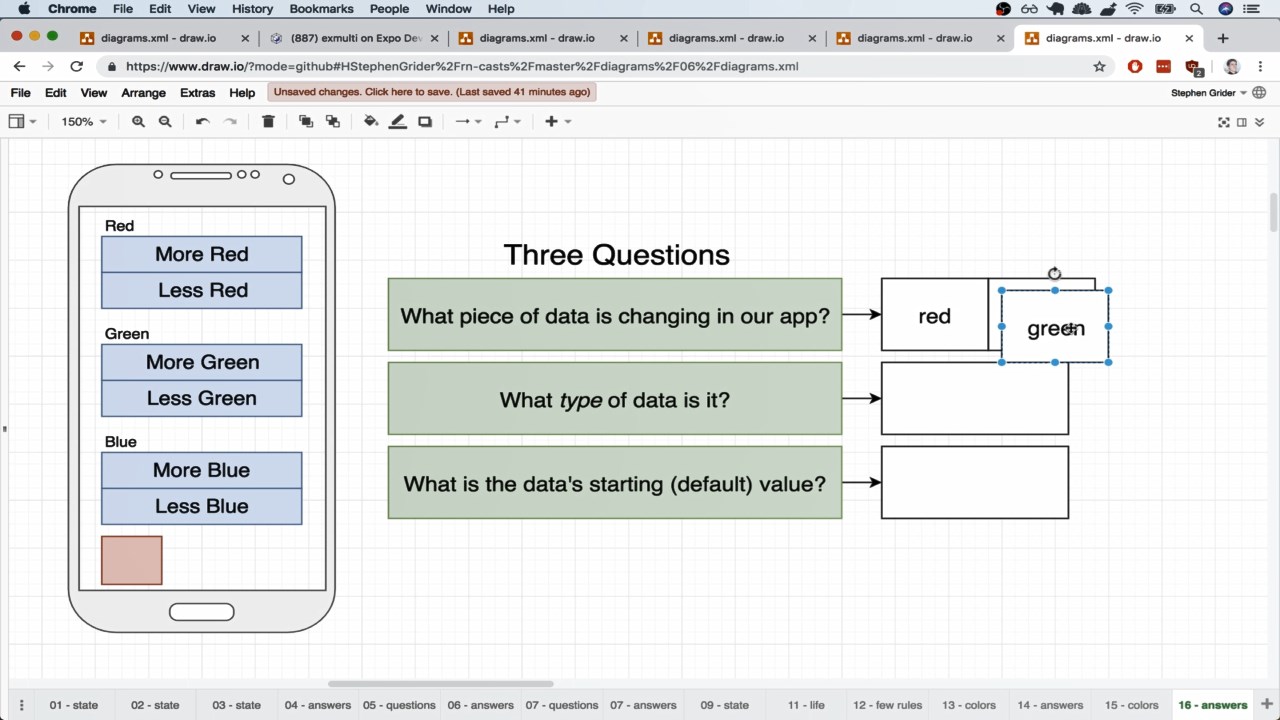 Chrome File Edit View History Bookmarks People Window Help
diagrams.xml - draw.io
(887) exmulti on Expo Dev
diagrams.xml - draw.io
diagrams.xml - draw.io
diagrams.xml - draw.io
diagrams.xml - draw.io
https://www.draw.io/?mode=github#HStephenGrider%2Frn-casts%2Fmaster%2Fdiagrams%2F06%2Fdiagrams.xml
2
File Edit View Arrange Extras Help Unsaved changes. Click here to save. (Last saved 41 minutes ago) Stephen Grider
150%
Red
More Red
Less Red
Green
More Green
Less Green
Blue
More Blue
Less Blue
Three Questions
What piece of data is changing in our app?
red
green
What type of data is it?
What is the data's starting (default) value?
01 - state 02 - state 03 - state 04 - answers 05 - questions 06 - answers 07 - questions 07 - answers 09 - state 11 - life 12 - few rules 13 - colors 14 - answers 15 - colors 16 - answers